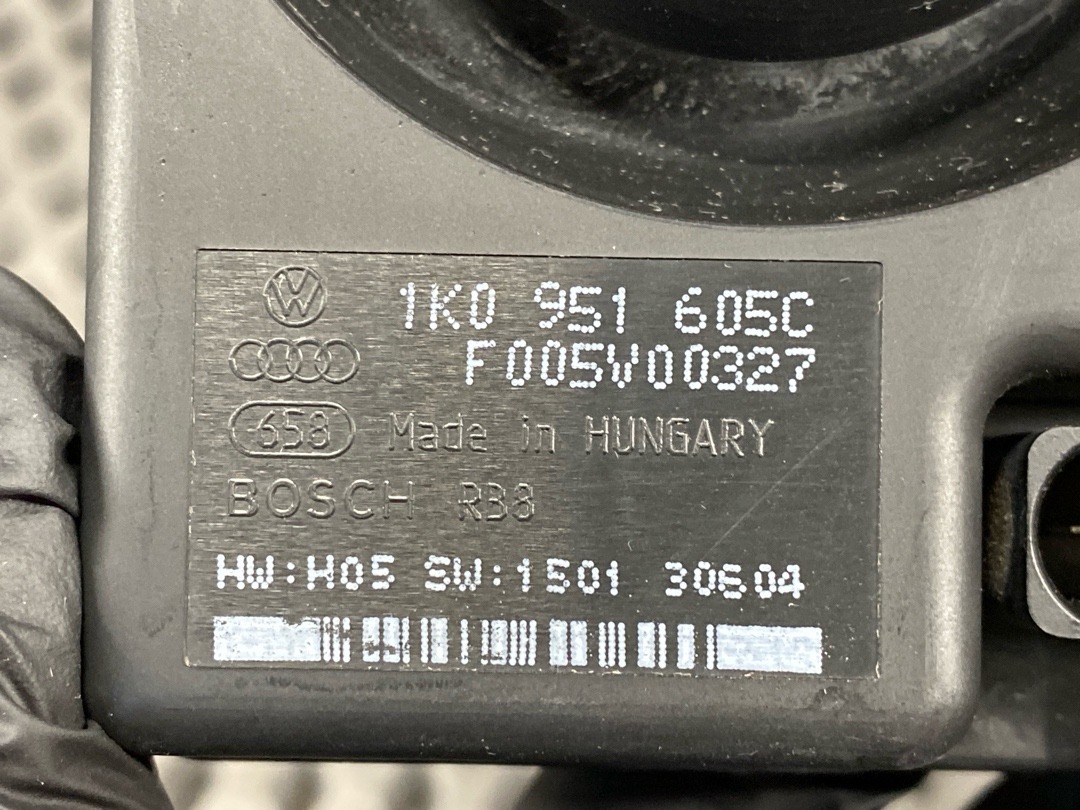 1K0 951 605C
F005V00327
658 Made in HUNGARY
BOSCH RB8
HW:H05 SW:1501 30604